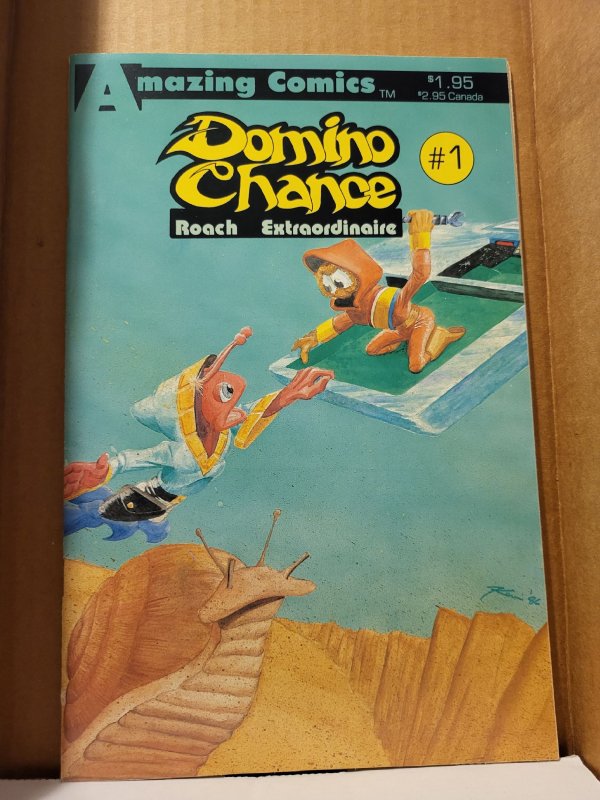 Amazing Comics TM
$1.95
$2.95 Canada
Domino
Chance
#1
Roach Extraordinaire